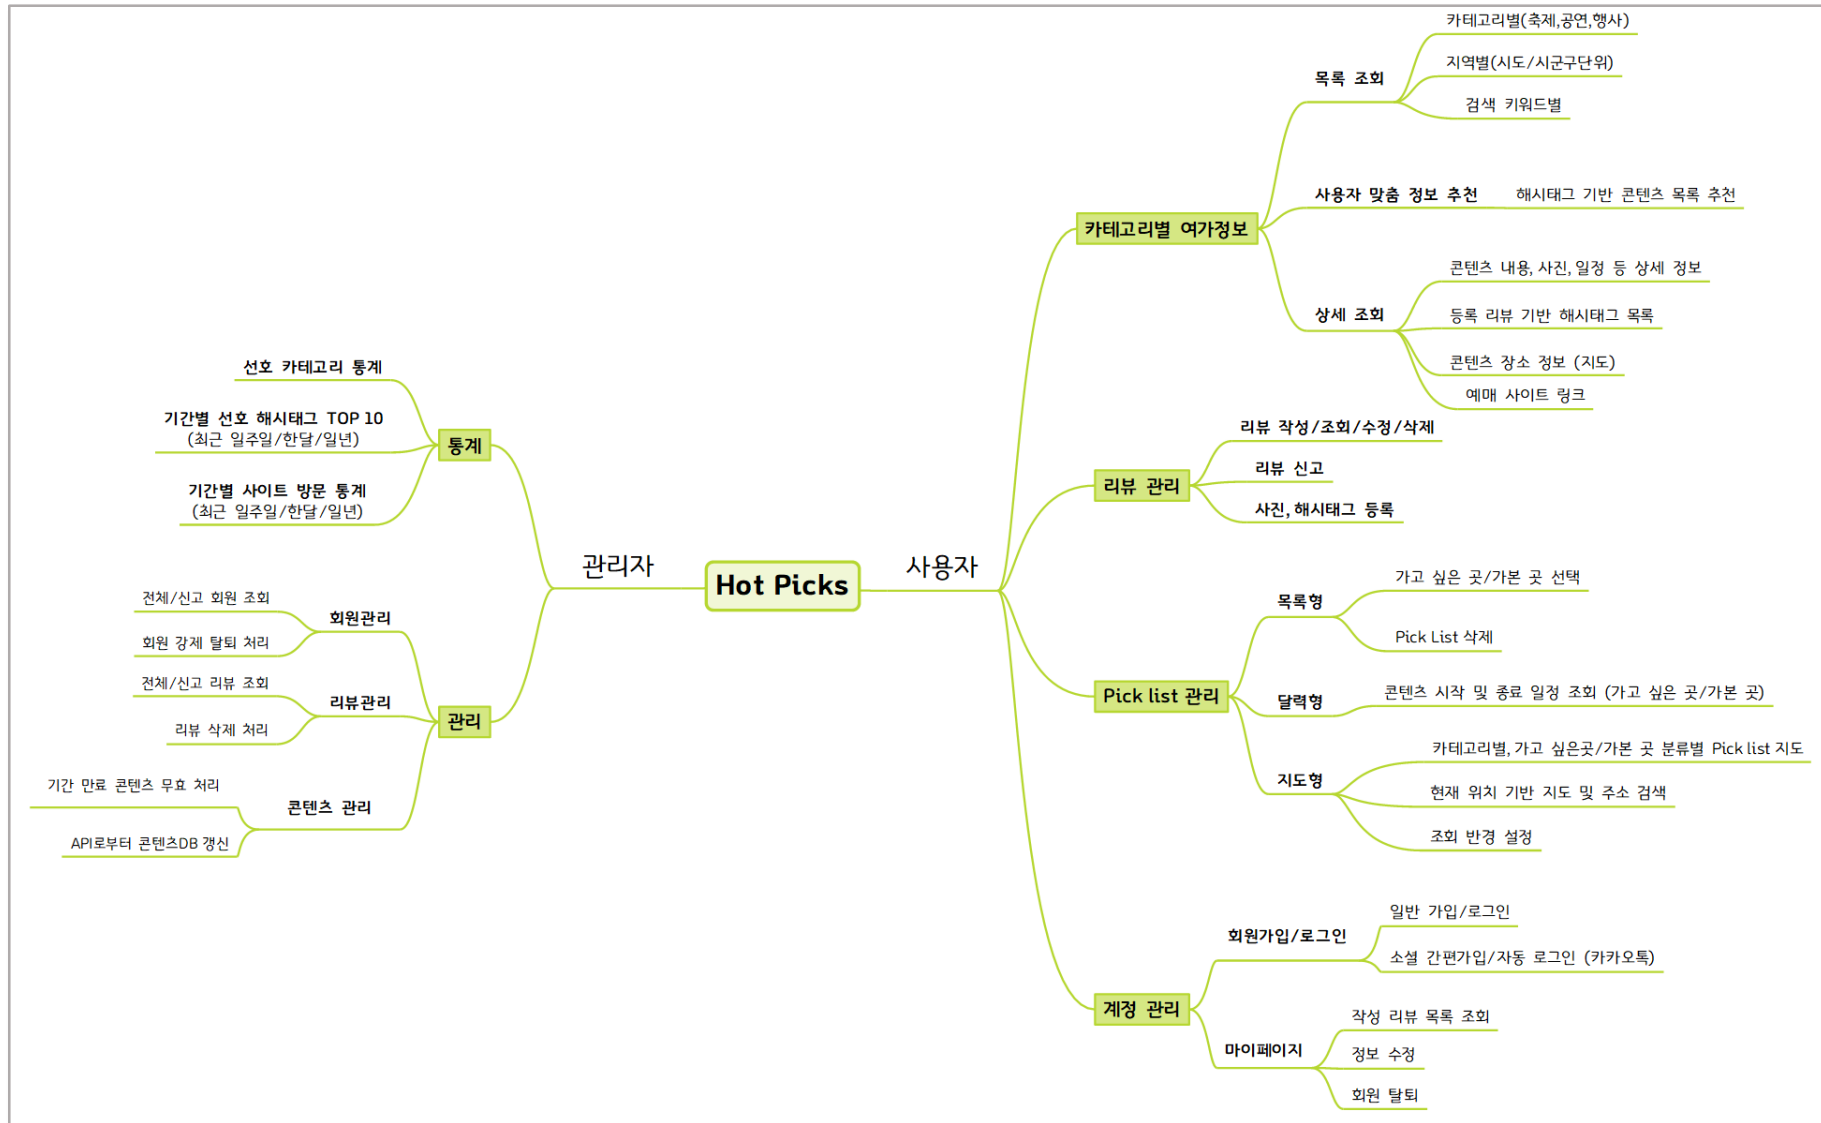 Hot Picks
사용자
카테고리별 여가정보
목록 조회
카테고리별(축제,공연,행사)
지역별(시도/시군구단위)
검색 키워드별
사용자 맞춤 정보 추천
해시태그 기반 콘텐츠 목록 추천
상세 조회
콘텐츠 내용, 사진, 일정 등 상세 정보
등록 리뷰 기반 해시태그 목록
콘텐츠 장소 정보 (지도)
예매 사이트 링크
리뷰 관리
리뷰 작성/조회/수정/삭제
리뷰 신고
사진, 해시태그 등록
Pick list 관리
목록형
가고 싶은 곳/가본 곳 선택
Pick List 삭제
달력형
콘텐츠 시작 및 종료 일정 조회 (가고 싶은 곳/가본 곳)
지도형
카테고리별, 가고 싶은곳/가본 곳 분류별 Pick list 지도
현재 위치 기반 지도 및 주소 검색
조회 반경 설정
계정 관리
회원가입/로그인
일반 가입/로그인
소셜 간편가입/자동 로그인 (카카오톡)
마이페이지
작성 리뷰 목록 조회
정보 수정
회원 탈퇴
관리자
통계
선호 카테고리 통계
기간별 선호 해시태그 TOP 10
(최근 일주일/한달/일년)
기간별 사이트 방문 통계
(최근 일주일/한달/일년)
관리
회원관리
전체/신고 회원 조회
회원 강제 탈퇴 처리
리뷰관리
전체/신고 리뷰 조회
리뷰 삭제 처리
콘텐츠 관리
기간 만료 콘텐츠 무효 처리
API로부터 콘텐츠DB 갱신